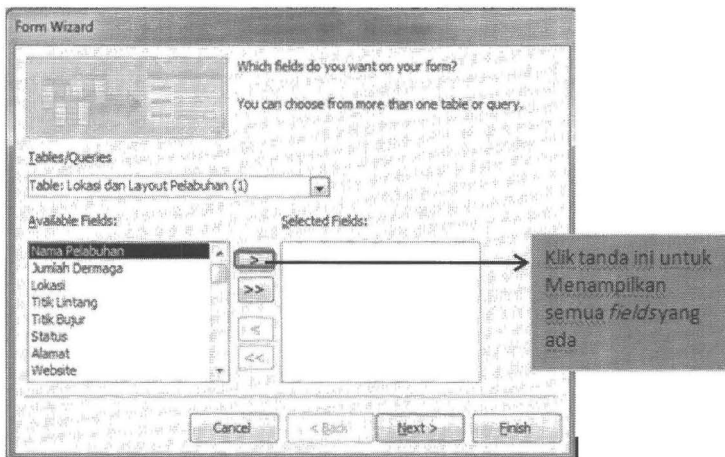 Form Wizard
Which fields do you want on your form?
You can choose from more than one table or query.
Tables/Queries
Table: Lokasi dan Layout Pelabuhan (1)
Available Fields:
Selected Fields:
Nama Pelabuhan
Jumlah Dermaga
Lokasi
Titik Lintang
Titik Bujur
Status
Alamat
Website
>
>>
<
<<
Klik tanda ini untuk
Menampilkan
semua fields yang
ada
Cancel
< Back
Next >
Finish